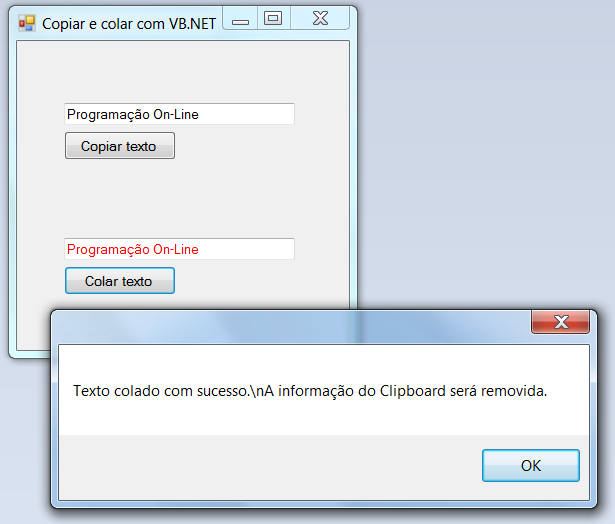 Copiar e colar com VB.NET
Programação On-Line
Copiar texto
Programação On-Line
Colar texto
Texto colado com sucesso.\nA informação do Clipboard será removida.
OK